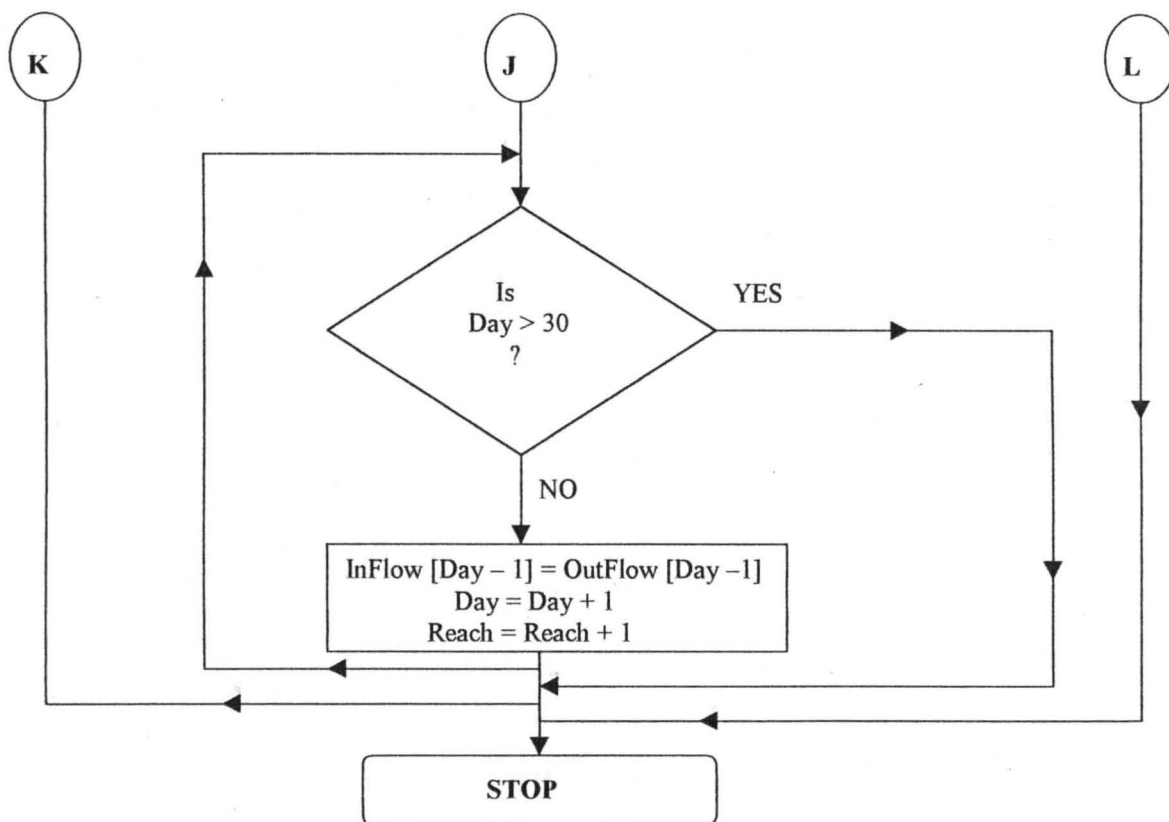 K
J
L
Is
Day > 30
?
YES
NO
InFlow [Day – 1] = OutFlow [Day –1]
Day = Day + 1
Reach = Reach + 1
STOP